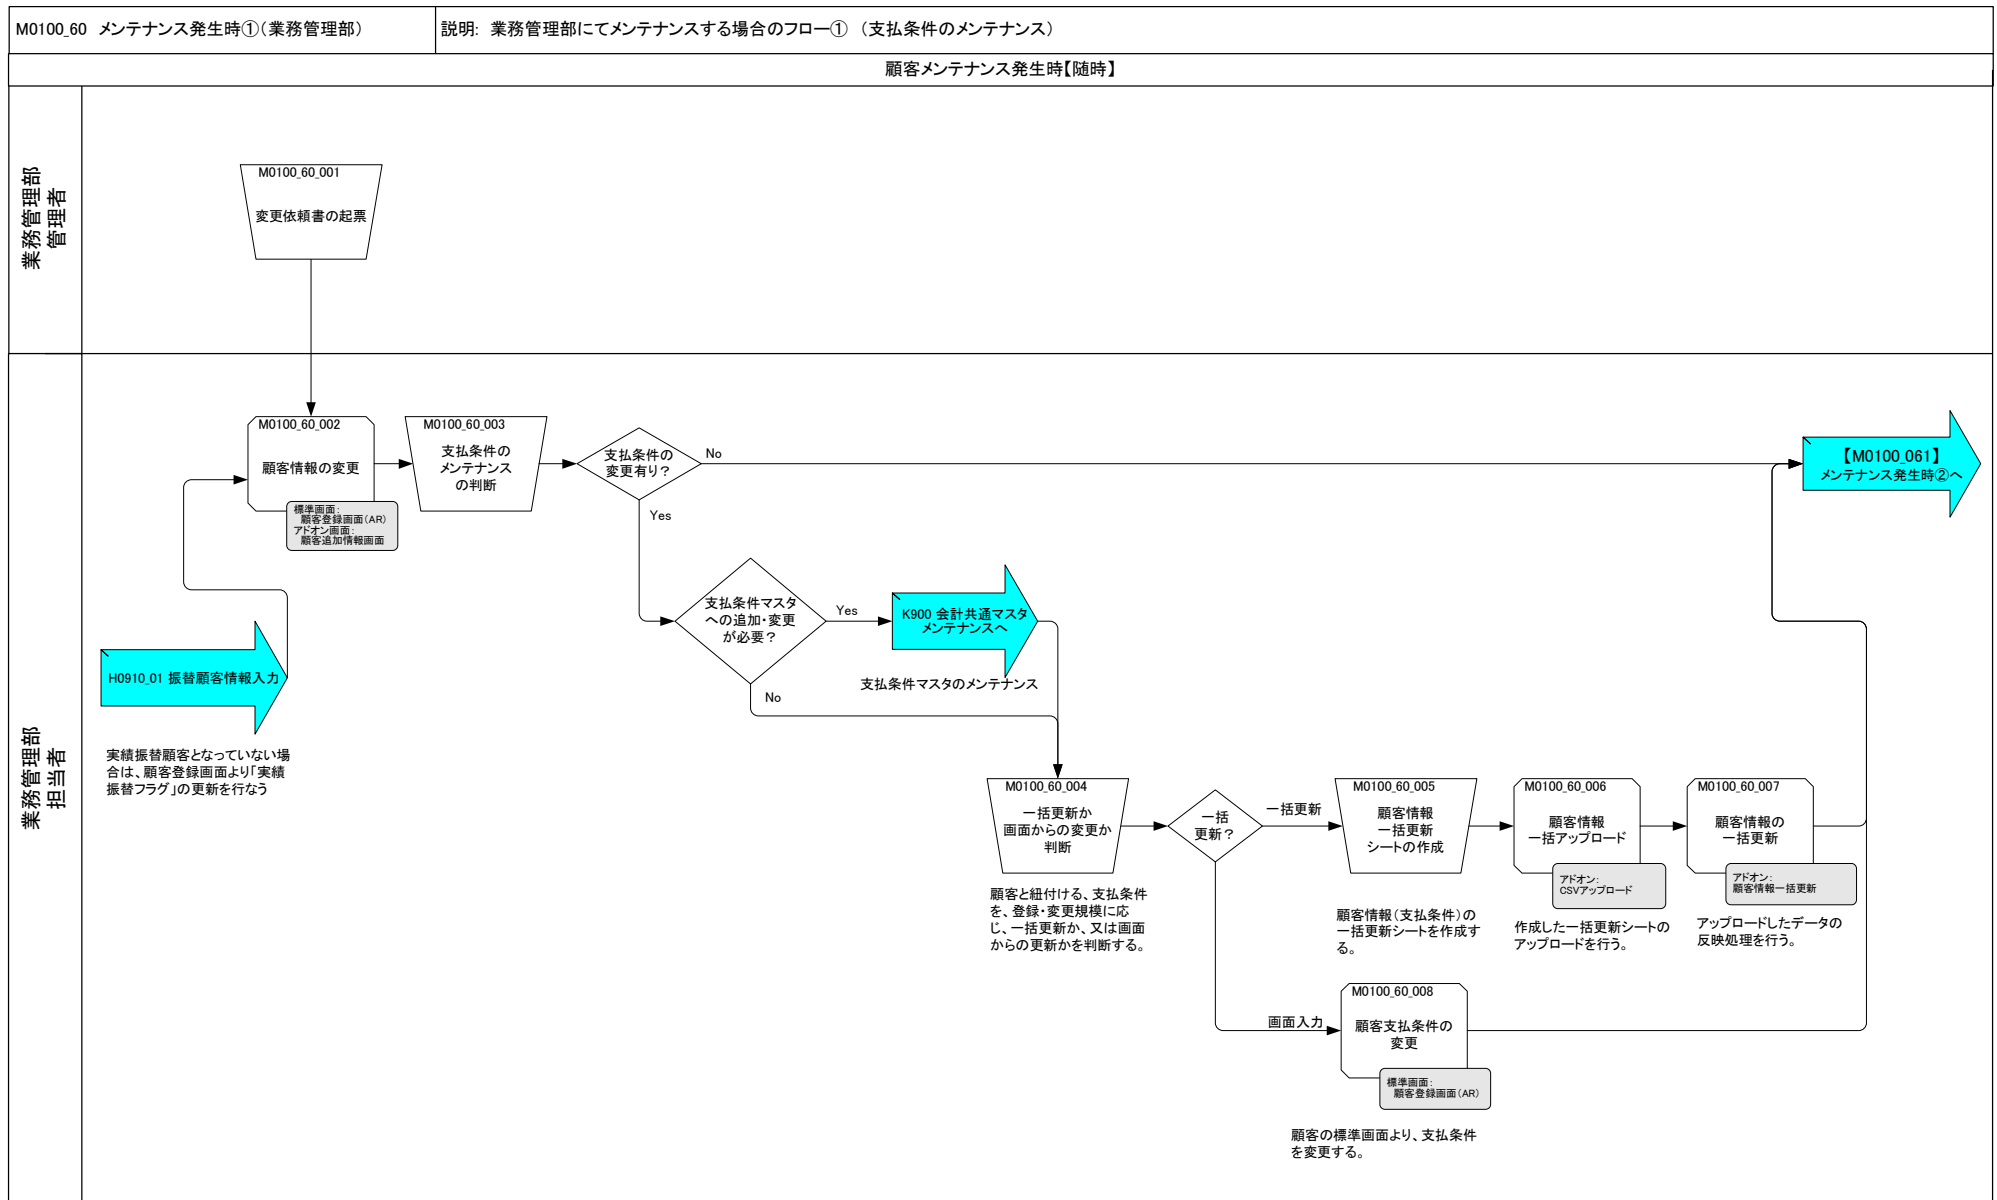 M0100_60 メンテナンス発生時①(業務管理部)
説明: 業務管理部にてメンテナンスする場合のフロー① (支払条件のメンテナンス)
顧客メンテナンス発生時【随時】
業務管理部
管理者
M0100_60_001
変更依頼書の起票
業務管理部
担当者
M0100_60_002
顧客情報の変更
標準画面:
顧客登録画面(AR)
アドオン画面:
顧客追加情報画面
M0100_60_003
支払条件の
メンテナンス
の判断
支払条件の
変更有り?
No
Yes
【M0100_061】
メンテナンス発生時②へ
支払条件マスタ
への追加・変更
が必要?
Yes
No
K900 会計共通マスタ
メンテナンスへ
支払条件マスタのメンテナンス
H0910_01 振替顧客情報入力
実績振替顧客となっていない場
合は、顧客登録画面より「実績
振替フラグ」の更新を行なう
M0100_60_004
一括更新か
画面からの変更か
判断
顧客と紐付ける、支払条件
を、登録・変更規模に応
じ、一括更新か、又は画面
からの更新かを判断する。
一括
更新?
一括更新
画面入力
M0100_60_005
顧客情報
一括更新
シートの作成
顧客情報(支払条件)の
一括更新シートを作成す
る。
M0100_60_006
顧客情報
一括アップロード
アドオン:
CSVアップロード
作成した一括更新シートの
アップロードを行う。
M0100_60_007
顧客情報の
一括更新
アドオン:
顧客情報一括更新
アップロードしたデータの
反映処理を行う。
M0100_60_008
顧客支払条件の
変更
標準画面:
顧客登録画面(AR)
顧客の標準画面より、支払条件
を変更する。